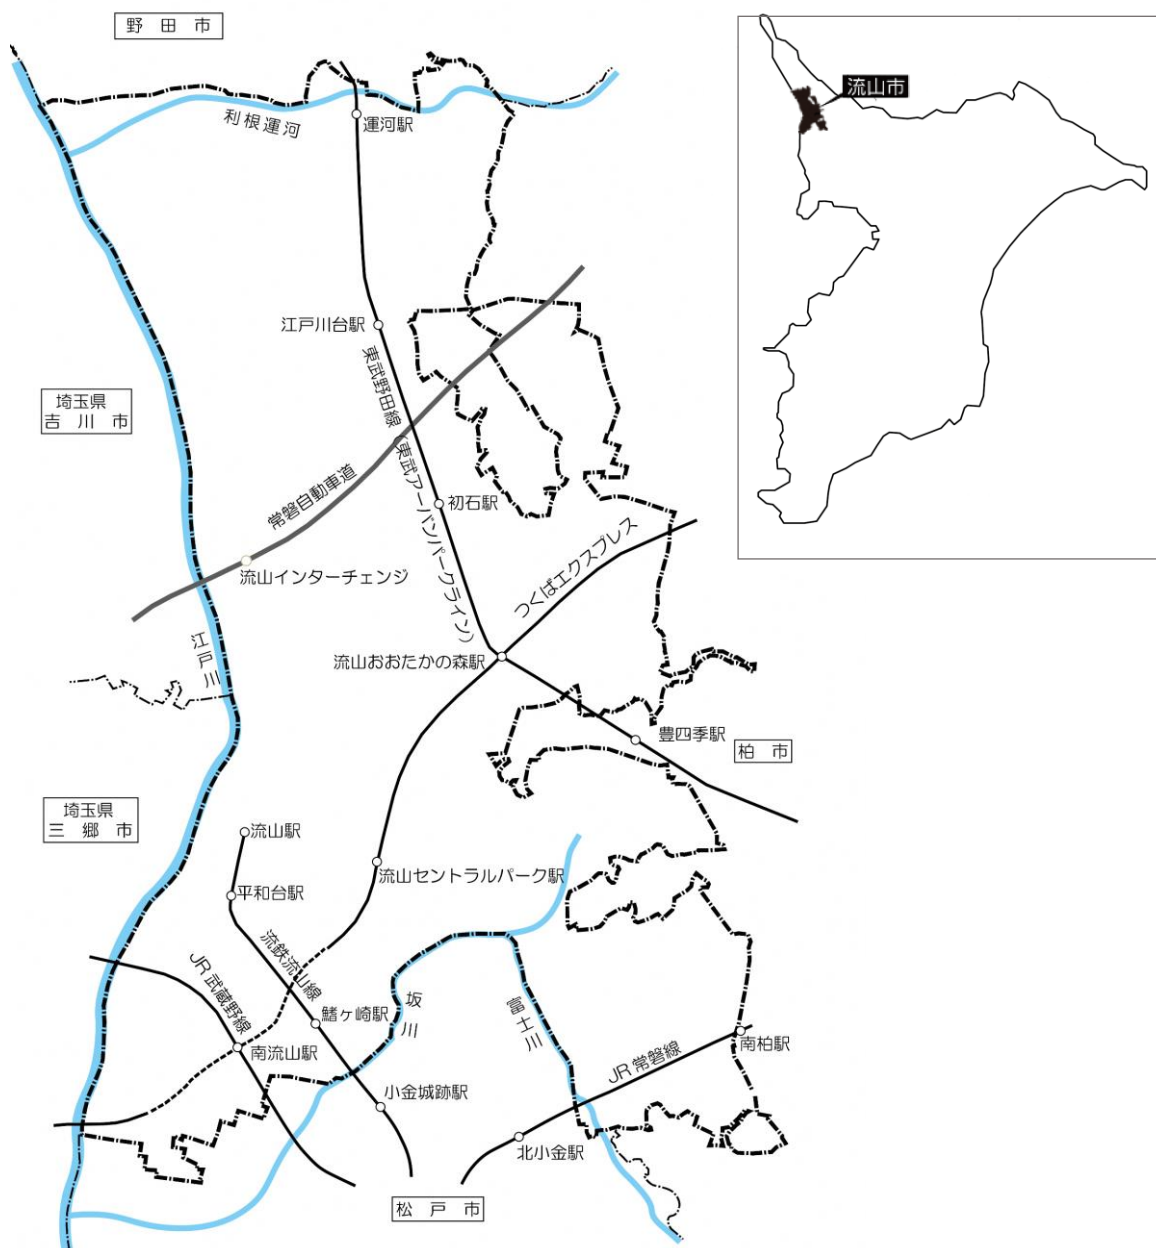 野田市
流山市
利根運河
運河駅
江戸川台駅
東武野田線（東武アーバンパークライン）
埼玉県
吉川市
常磐自動車道
初石駅
つくばエクスプレス
流山インターチェンジ
江戸川
流山おおたかの森駅
豊四季駅
柏市
埼玉県
三郷市
流山駅
流山セントラルパーク駅
平和台駅
流鉄流山線
JR武蔵野線
坂川
富士川
鰭ヶ崎駅
南流山駅
南柏駅
JR常磐線
小金城跡駅
北小金駅
松戸市